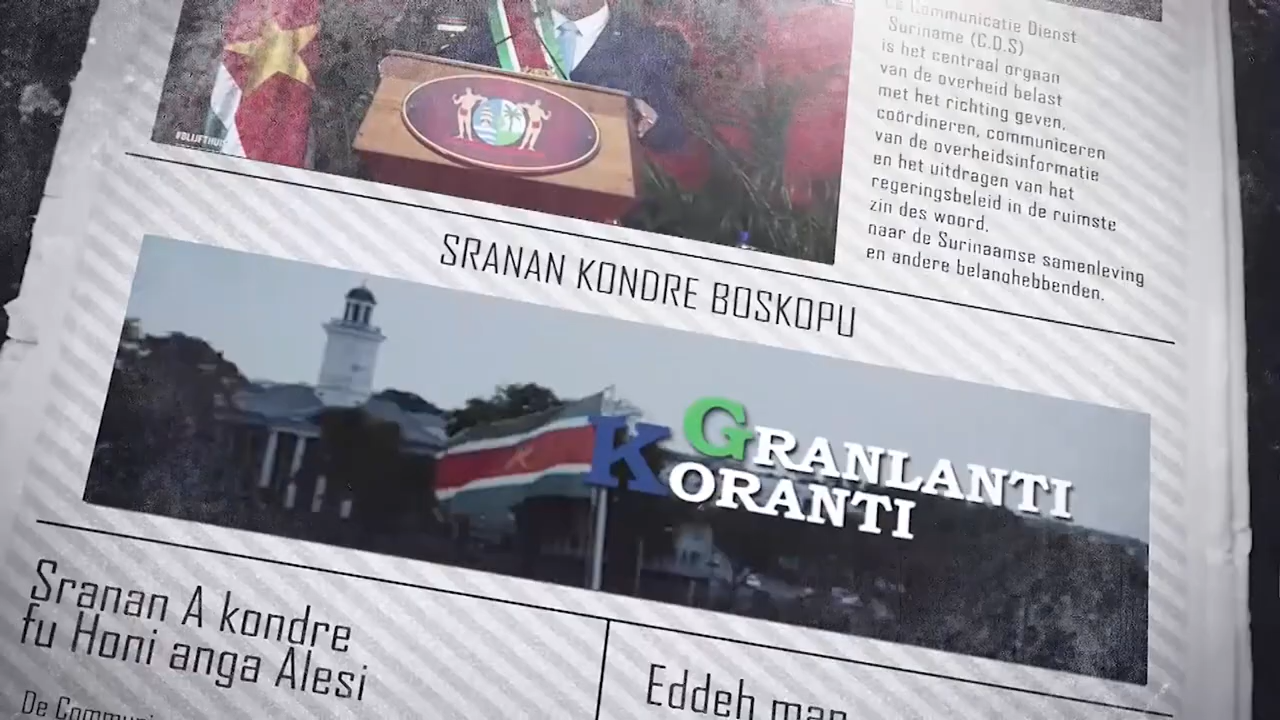 De Communicatie Dienst
Suriname (C.D.S)
is het centraal orgaan
van de overheid belast
met het richting geven,
coördineren, communiceren
van de overheidsinformatie
en het uitdragen van het
regeringsbeleid in de ruimste
zin des woord.
naar de Surinaamse samenleving
en andere belanghebbenden.
SRANAN KONDRE BOSKOPU
GRANLANTI
KORANTI
Sranan A kondre
fu Honi anga Alesi
De
Eddeh man